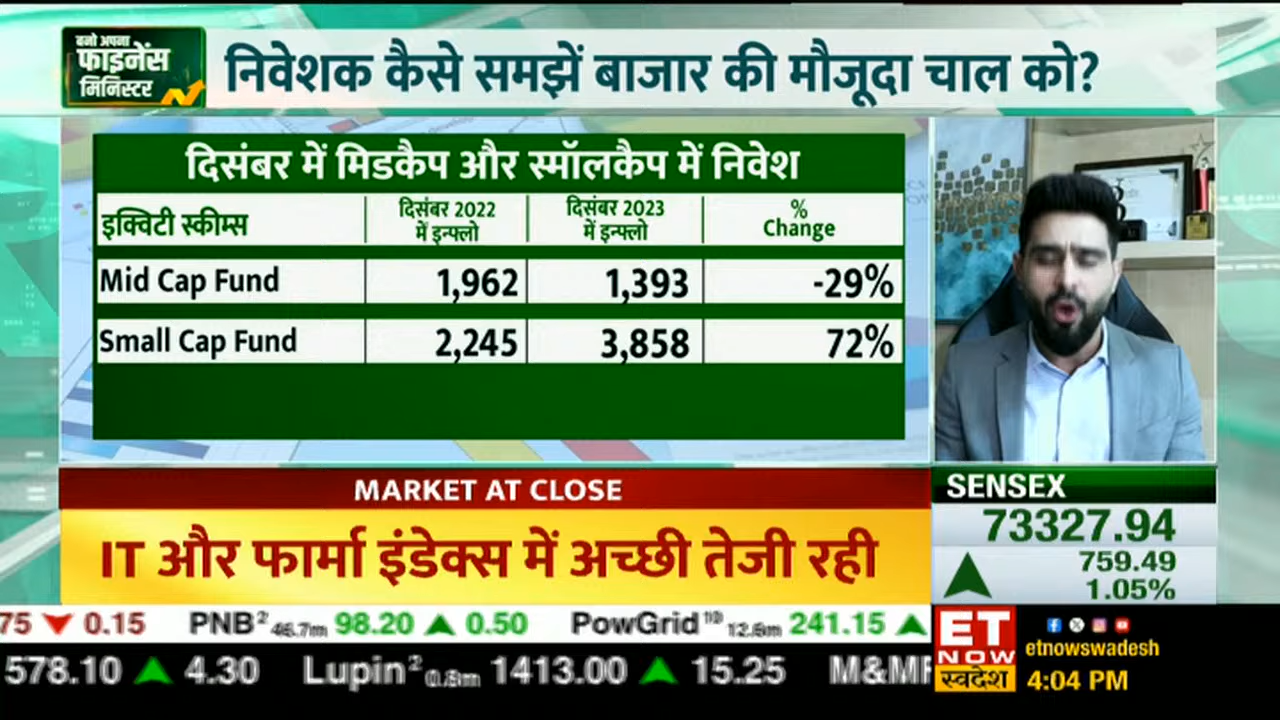 बनो अपना
फाइनेंस
मिनिस्टर
निवेशक कैसे समझें बाजार की मौजूदा चाल को?
दिसंबर में मिडकैप और स्मॉलकैप में निवेश
इक्विटी स्कीम्स
दिसंबर 2022
में इन्फ्लो
दिसंबर 2023
में इन्फ्लो
%
Change
Mid Cap Fund 1,962 1,393 -29%
Small Cap Fund 2,245 3,858 72%
MARKET AT CLOSE
IT और फार्मा इंडेक्स में अच्छी तेजी रही
SENSEX
73327.94
759.49
1.05%
75 ▼ 0.15 PNB² 46.7m 98.20 ▲ 0.50 PowGrid¹⁰ 12.6m 241.15 ▲
578.10 ▲ 4.30 Lupin² 0.8m 1413.00 ▲ 15.25 M&MF
ET
NOW
स्वदेश
etnowswadesh
4:04 PM